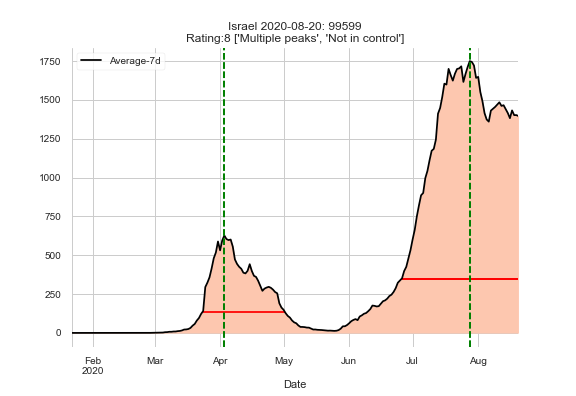 Israel 2020-08-20: 99599
Rating:8 ['Multiple peaks', 'Not in control']
Average-7d
1750
1500
1250
1000
750
500
250
0
Feb Mar Apr May Jun Jul Aug
2020
Date